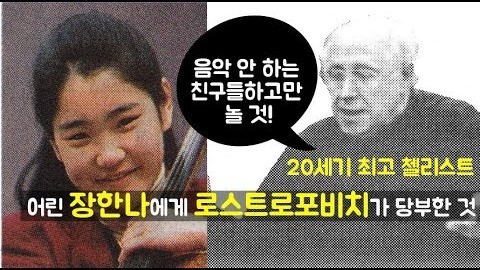 음악 안 하는
친구들하고만
놀 것!
20세기 최고 첼리스트
어린 장한나에게 로스트로포비치가 당부한 것